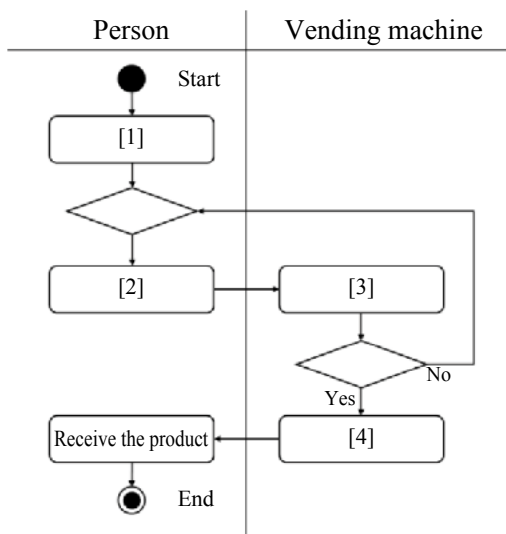 Person
Vending machine
Start
[1]
[2]
[3]
No
Yes
Receive the product
[4]
End